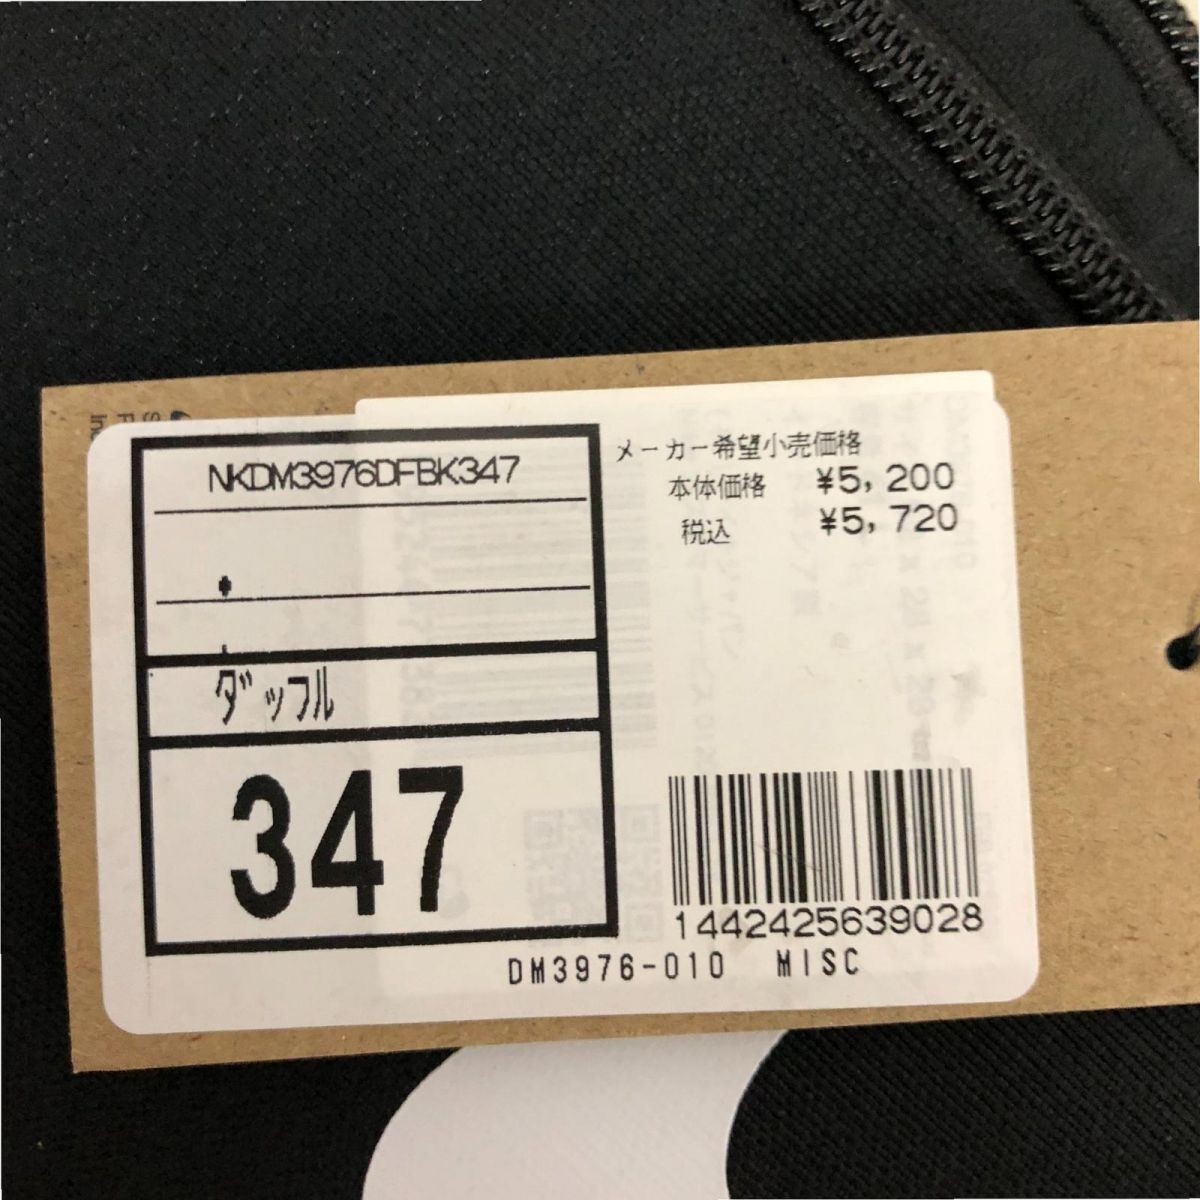 NKDM3976DFBK347
ダッフル
347
メーカー希望小売価格
本体価格 ¥5,200
税込 ¥5,720
1442425639028
DM3976-010 MISC